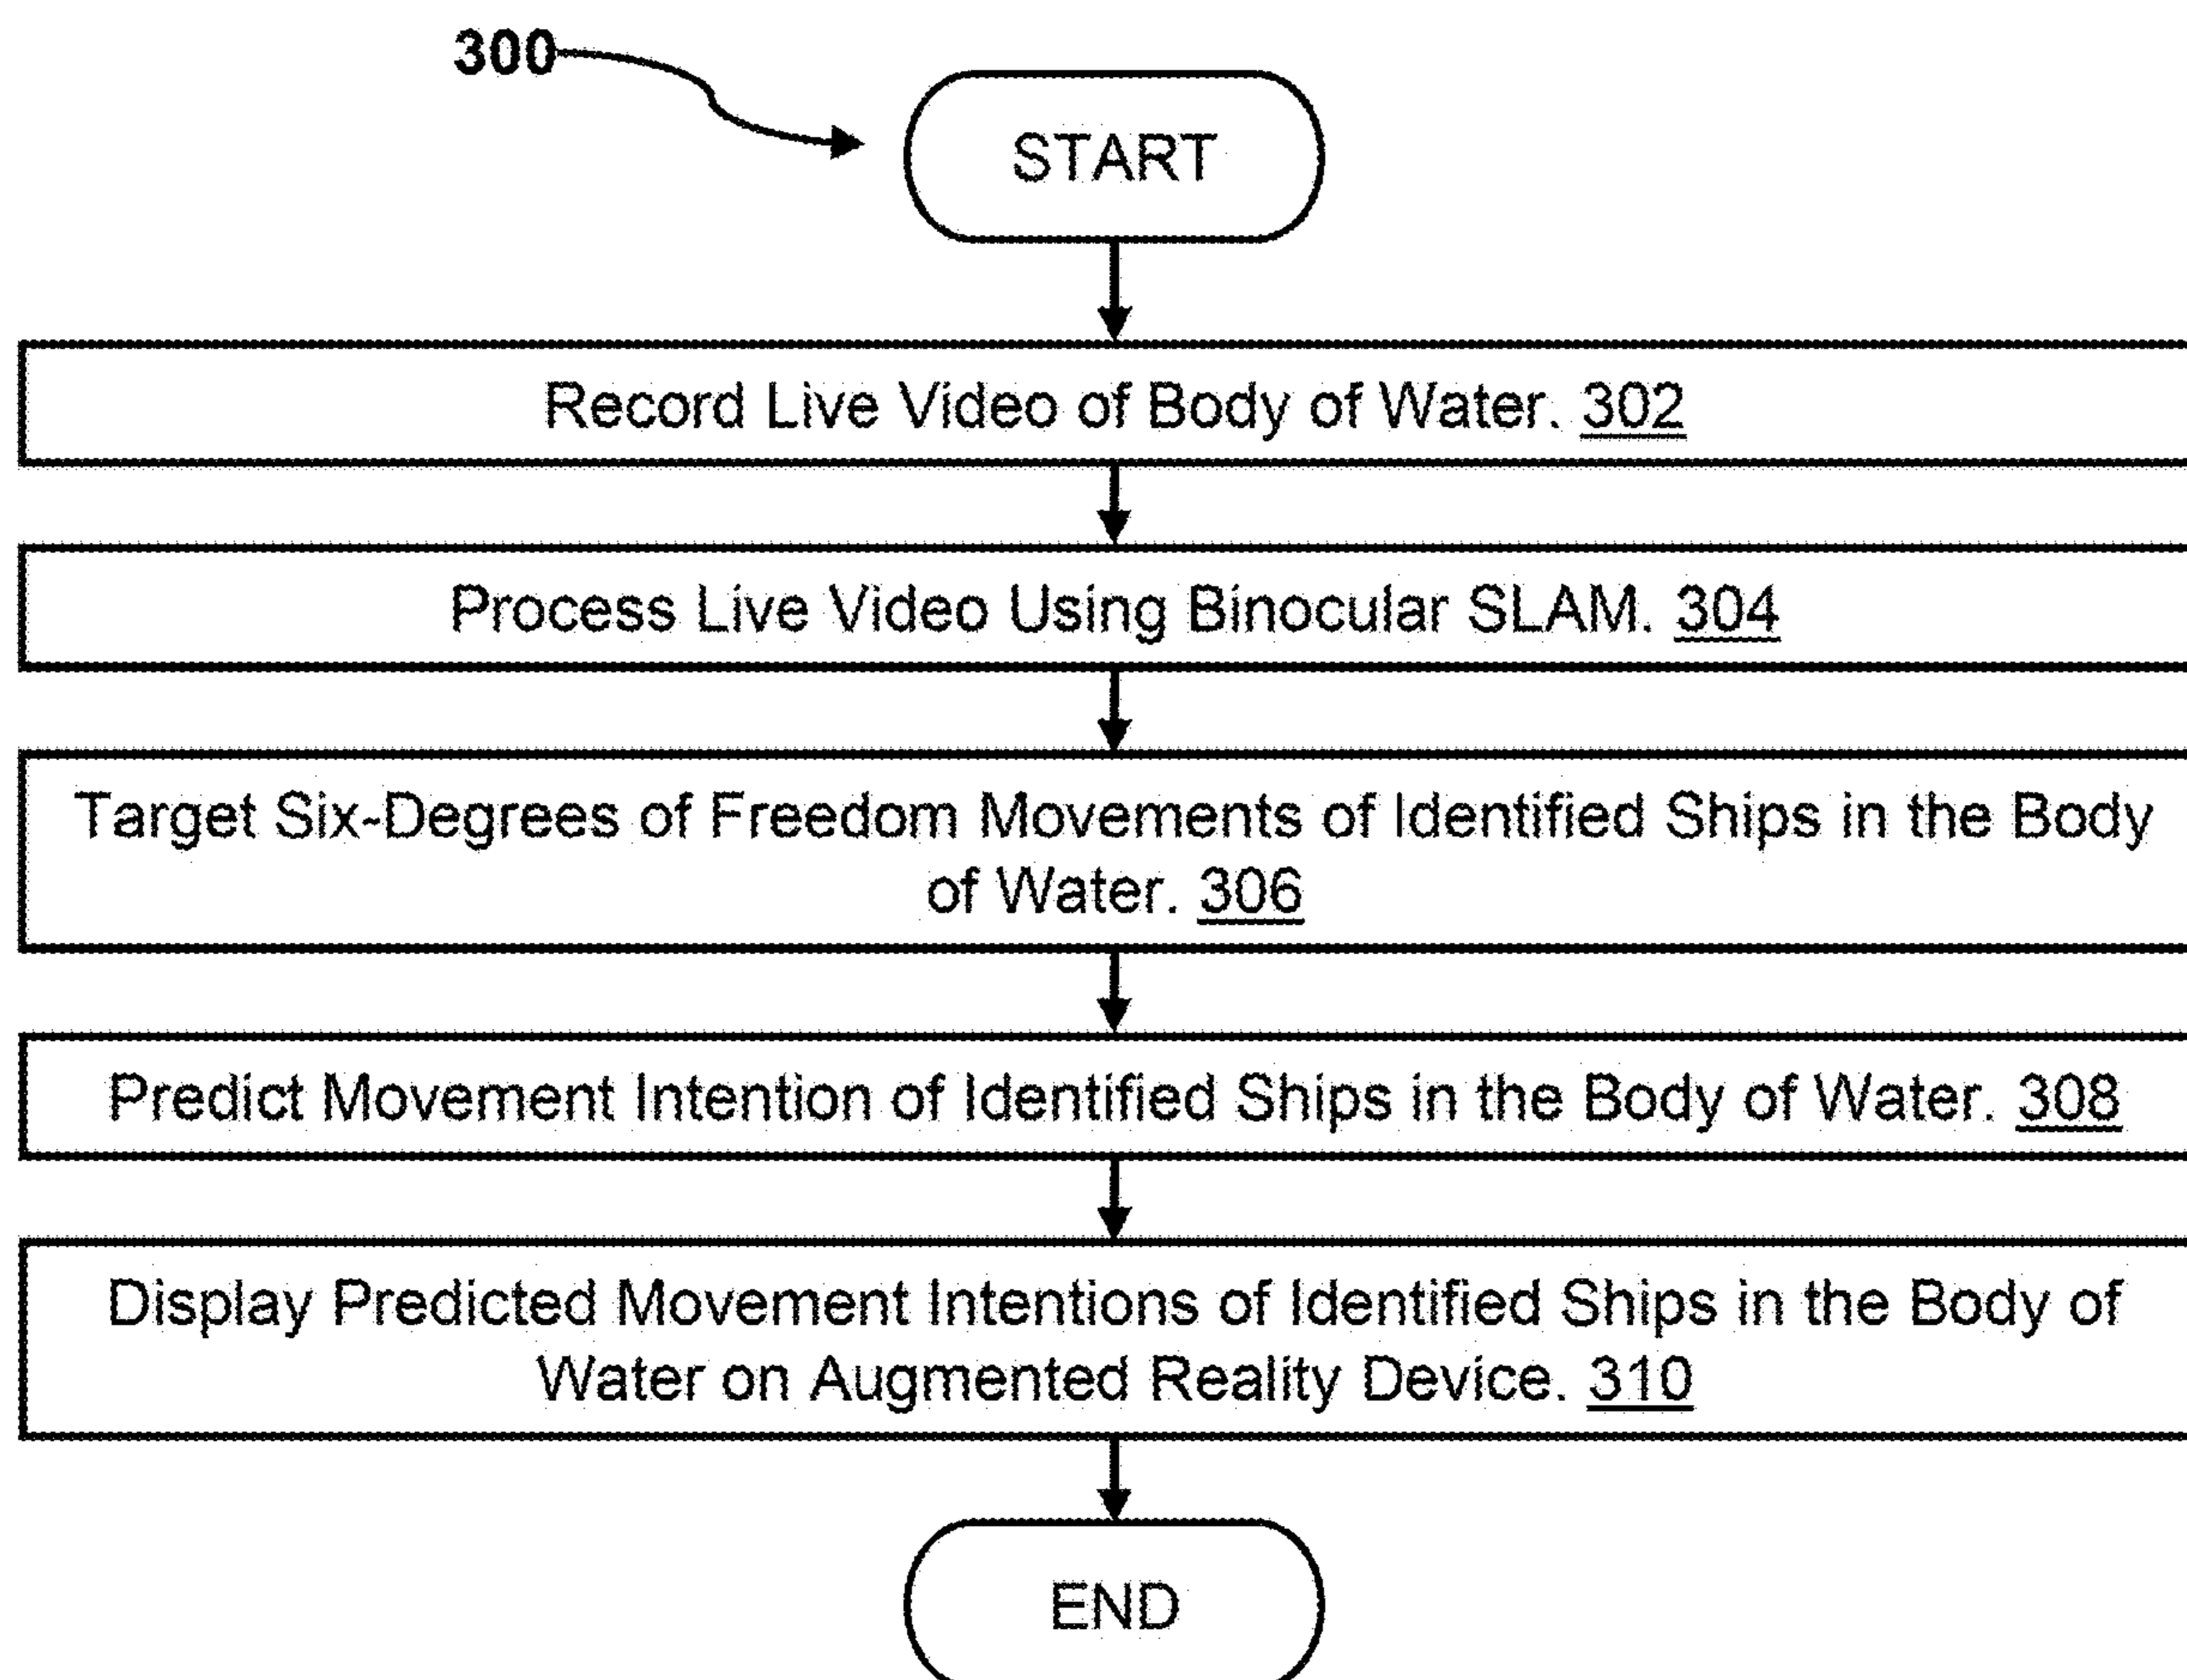 300
START
Record Live Video of Body of Water. 302
Process Live Video Using Binocular SLAM. 304
Target Six-Degrees of Freedom Movements of Identified Ships in the Body
of Water. 306
Predict Movement Intention of Identified Ships in the Body of Water. 308
Display Predicted Movement Intentions of Identified Ships in the Body of
Water on Augmented Reality Device. 310
END